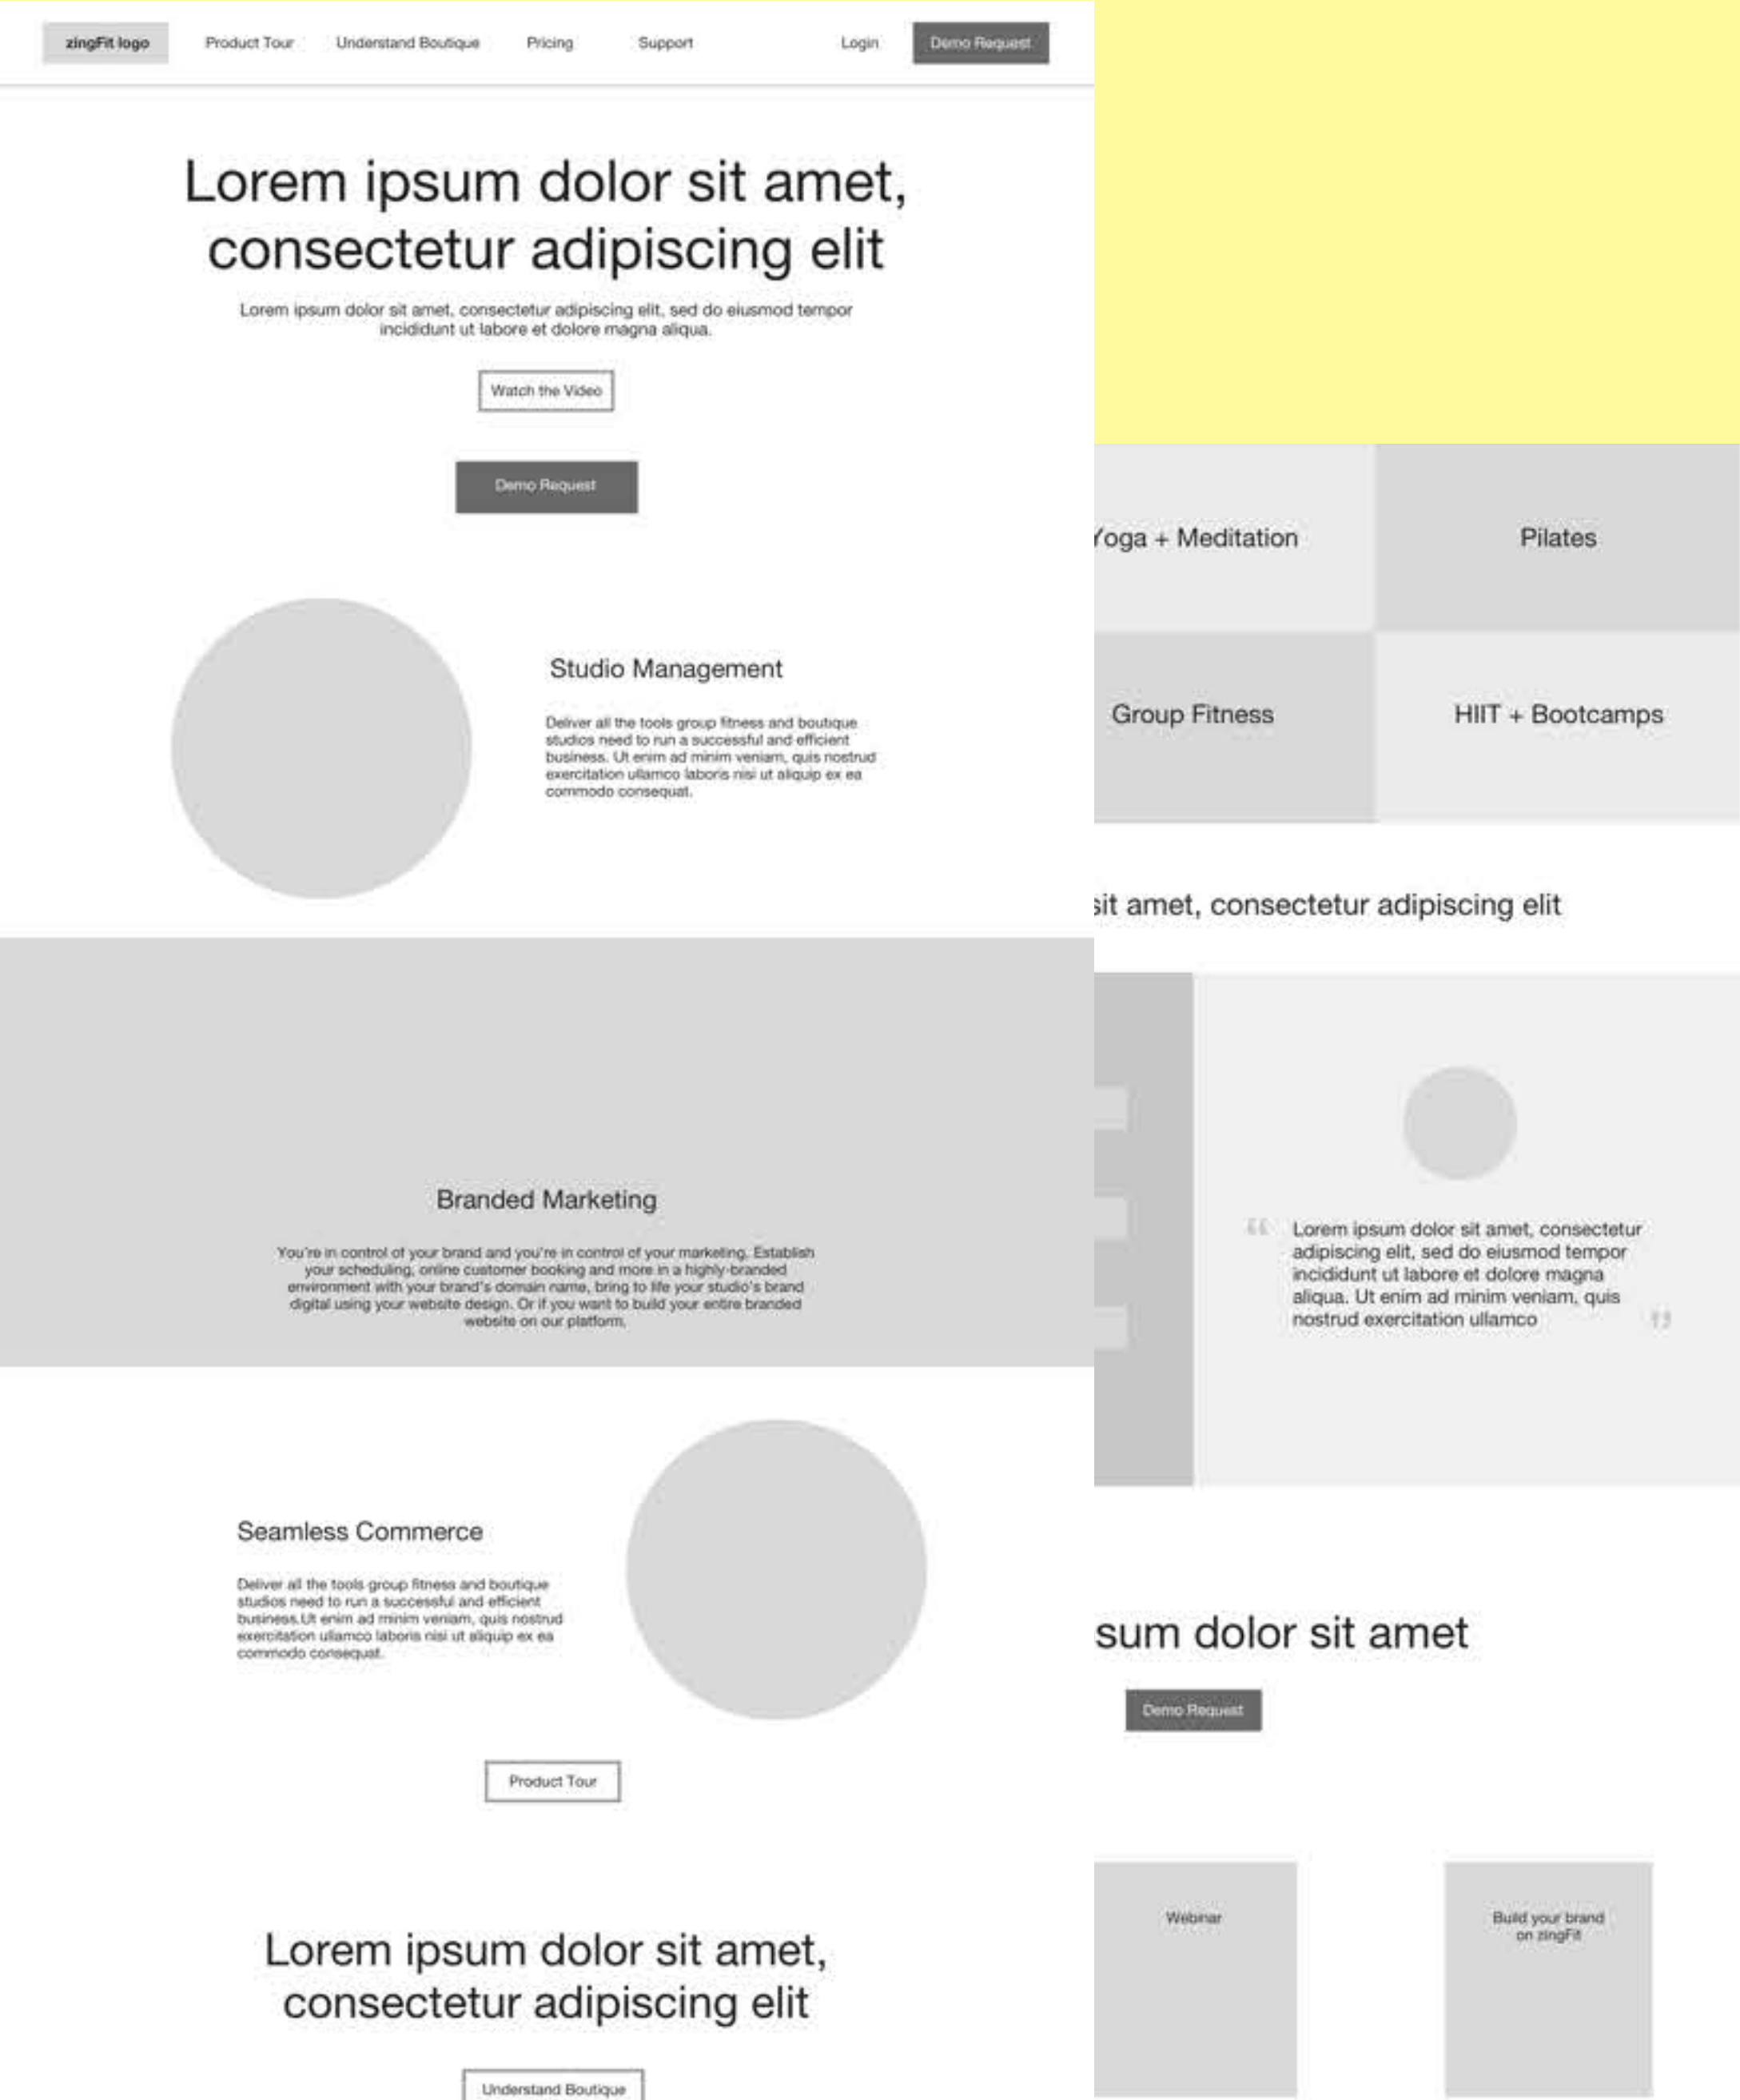 zingFit logo
Product Tour
Understand Boutique
Pricing
Support
Login
Demo Request
Lorem ipsum dolor sit amet,
consectetur adipiscing elit
Lorem ipsum dolor sit amet, consectetur adipiscing elit, sed do eiusmod tempor
incididunt ut labore et dolore magna aliqua.
Watch the Video
Demo Request
Studio Management
Deliver all the tools group fitness and boutique
studios need to run a successful and efficient
business. Ut enim ad minim veniam, quis nostrud
exercitation ullamco laboris nisi ut aliquip ex ea
commodo consequat.
Branded Marketing
You're in control of your brand and you're in control of your marketing. Establish
your scheduling, online customer booking and more in a highly-branded
environment with your brand's domain name, bring to life your studio's brand
digital using your website design. Or if you want to build your entire branded
website on our platform.
Seamless Commerce
Deliver all the tools group fitness and boutique
studios need to run a successful and efficient
business.Ut enim ad minim veniam, quis nostrud
exercitation ullamco laboris nisi ut aliquip ex ea
commodo consequat.
Product Tour
Lorem ipsum dolor sit amet,
consectetur adipiscing elit
Understand Boutique
Yoga + Meditation
Pilates
Group Fitness
HIIT + Bootcamps
sit amet, consectetur adipiscing elit
“ Lorem ipsum dolor sit amet, consectetur
adipiscing elit, sed do eiusmod tempor
incididunt ut labore et dolore magna
aliqua. Ut enim ad minim veniam, quis
nostrud exercitation ullamco ”
sum dolor sit amet
Demo Request
Webinar
Build your brand
on zingFit